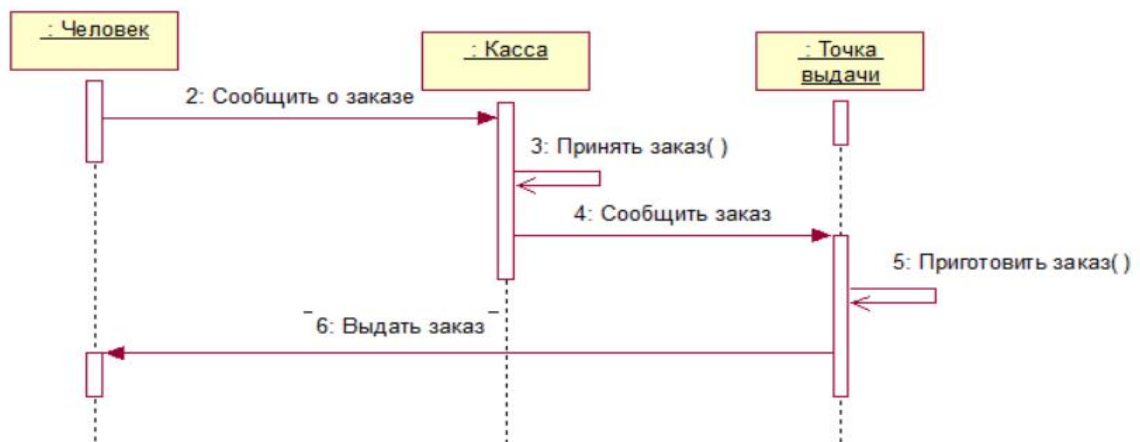 _: Человек
_: Касса
_: Точка
выдачи
2: Сообщить о заказе
3: Принять заказ( )
4: Сообщить заказ
5: Приготовить заказ( )
6: Выдать заказ